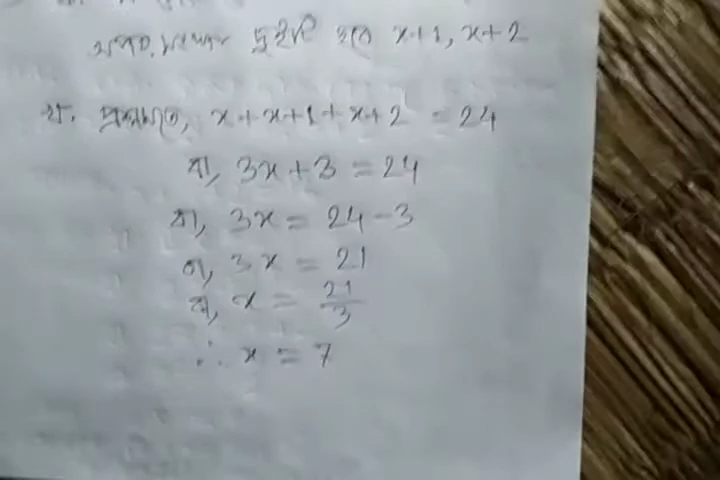 অপর সংখ্যা দুইটি হবে x+1, x+2
প্রশ্নমতে, x+x+1+x+2 = 24
বা, 3x+3 = 24
বা, 3x = 24-3
বা, 3x = 21
বা, x = 21/3
∴ x = 7